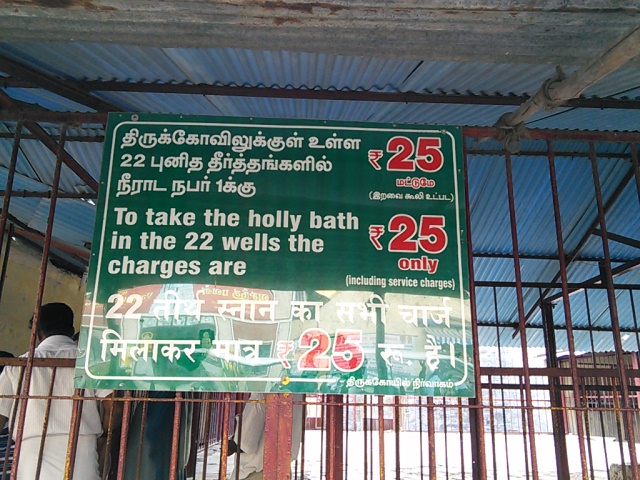 திருக்கோவிலுக்குள் உள்ள
22 புனித தீர்த்தங்களில்
நீராட நபர் 1க்கு
₹25
மட்டுமே
(இறவை கூலி உட்பட)
To take the holly bath
in the 22 wells the
charges are
₹25
only
(including service charges)
22 तीर्थ स्नान का सभी चार्ज
मिलाकर मात्र ₹25 रू. है।
திருக்கோயில் நிர்வாகம்